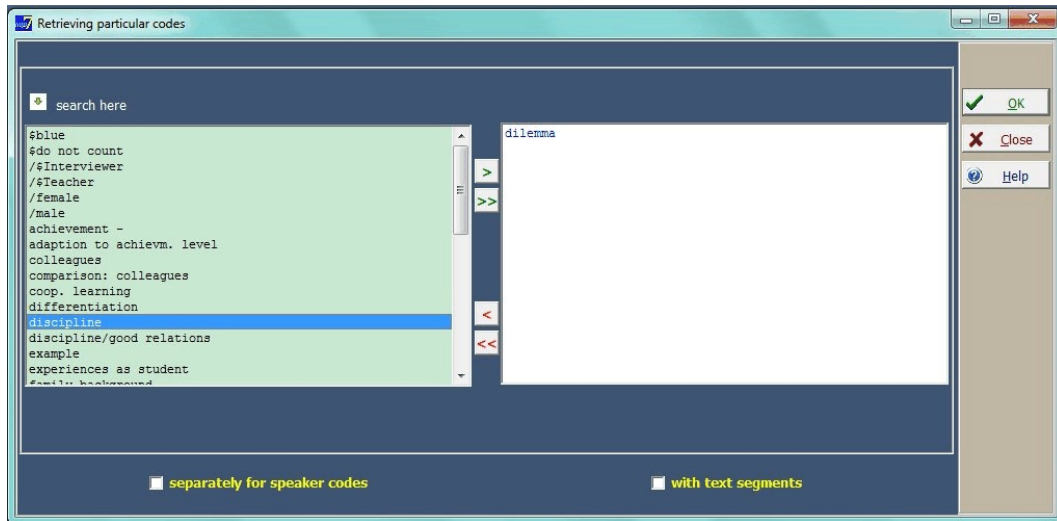 Retrieving particular codes
search here
$blue
$do not count
/$Interviewer
/$Teacher
/female
/male
achievement -
adaption to achievm. level
colleagues
comparison: colleagues
coop. learning
differentiation
discipline
discipline/good relations
example
experiences as student
family background
>
>>
<
<<
dilemma
OK
Close
Help
separately for speaker codes
with text segments